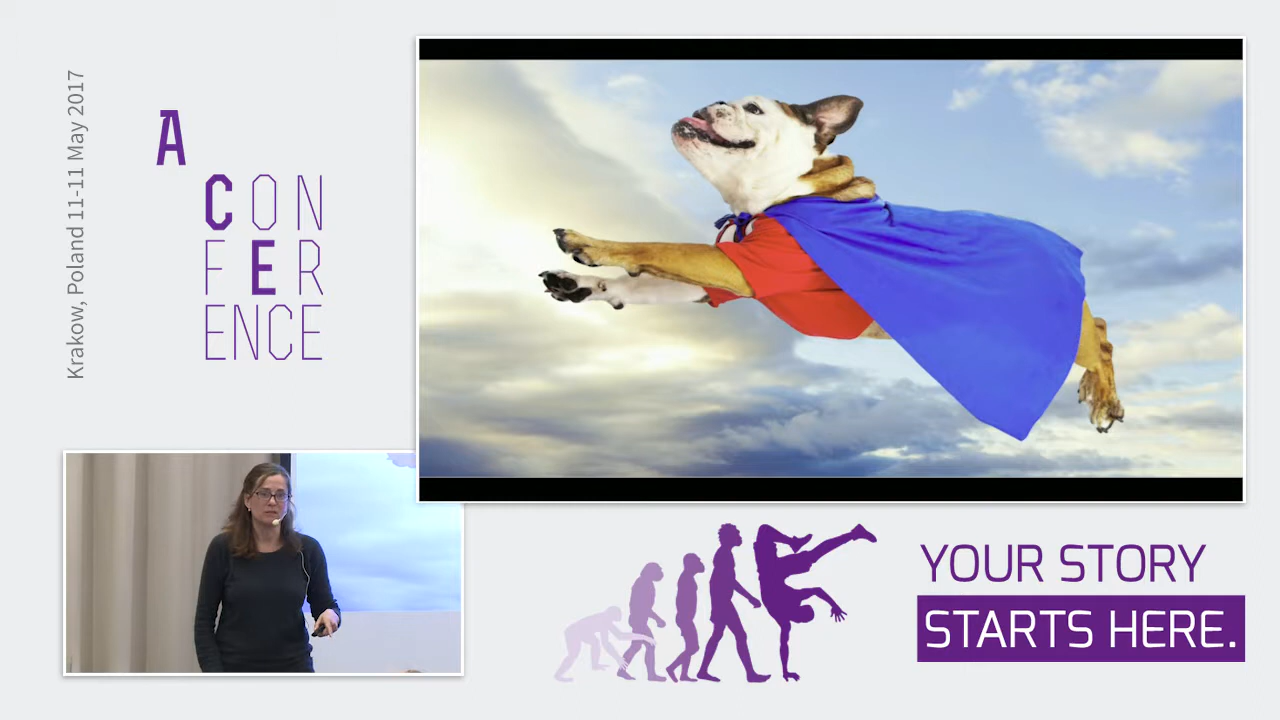 Krakow, Poland 11-11 May 2017
A
CON
FER
ENCE
YOUR STORY
STARTS HERE.